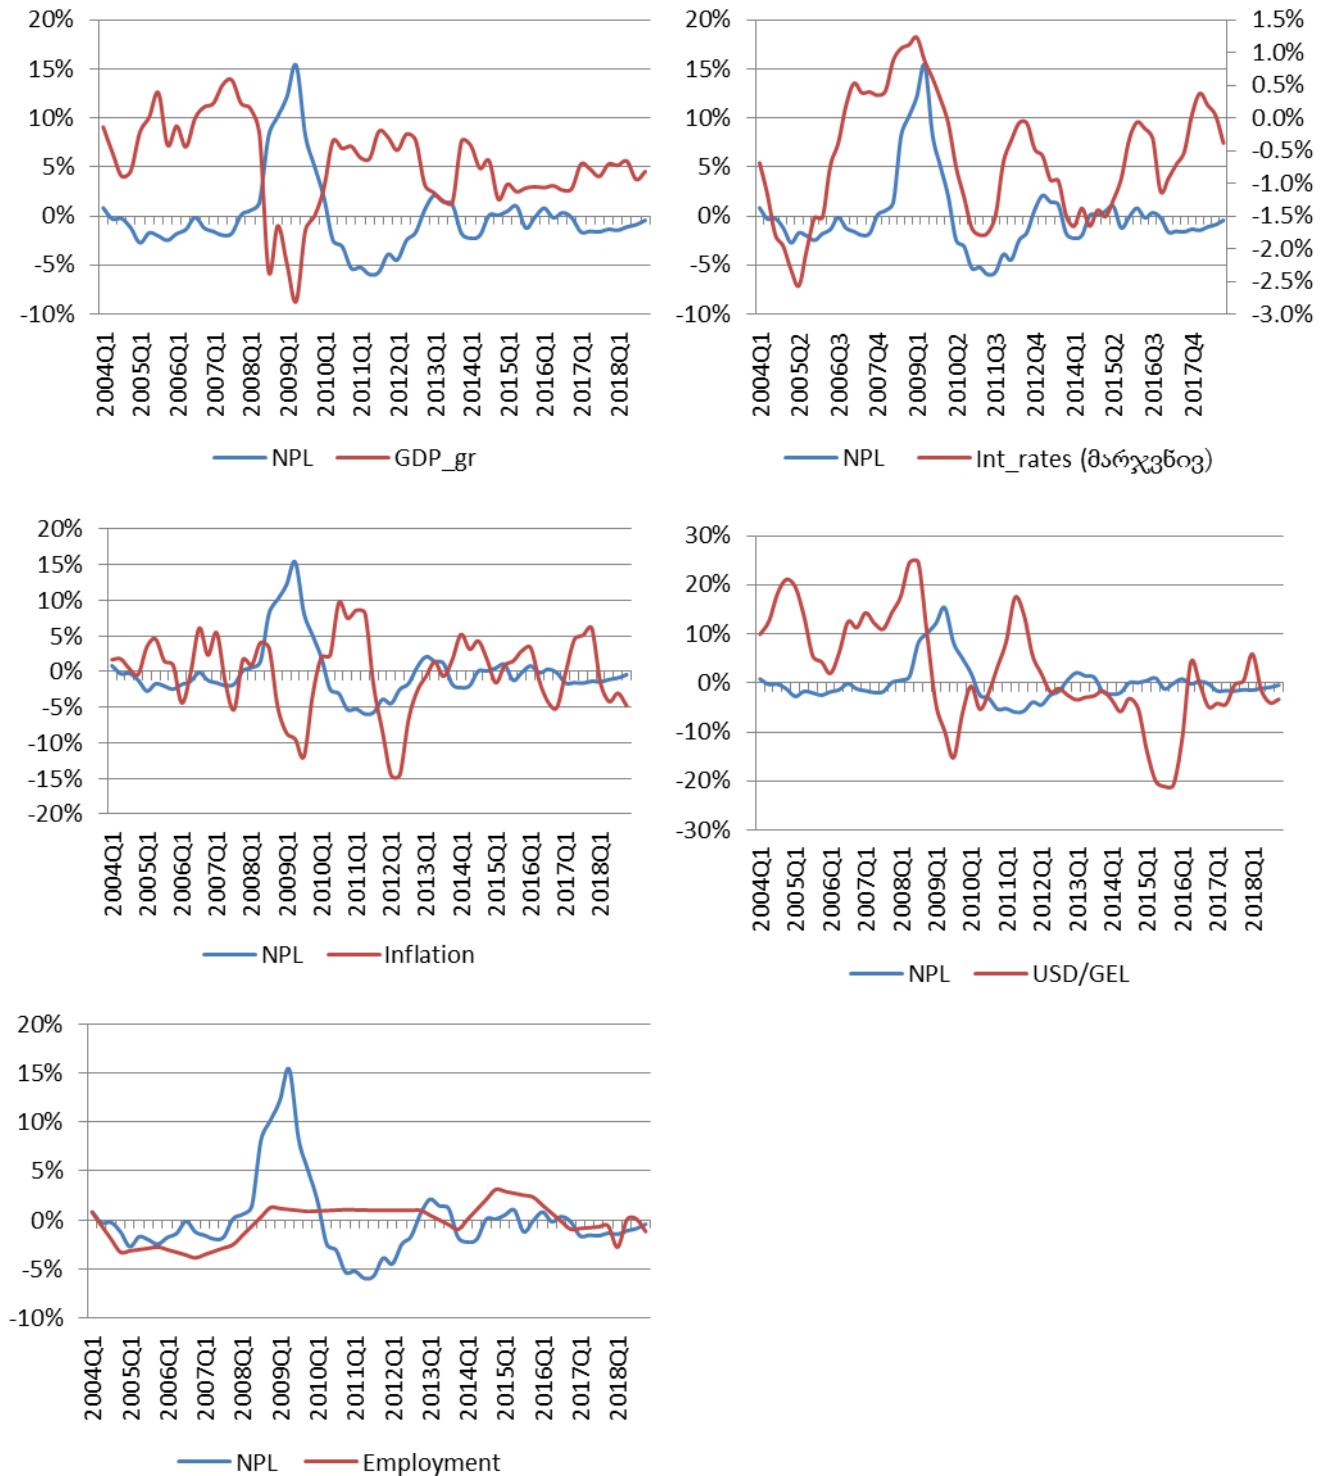 20%
15%
10%
5%
0%
-5%
-10%
2004Q1
2005Q1
2006Q1
2007Q1
2008Q1
2009Q1
2010Q1
2011Q1
2012Q1
2013Q1
2014Q1
2015Q1
2016Q1
2017Q1
2018Q1
NPL GDP_gr
20%
15%
10%
5%
0%
-5%
-10%
1.5%
1.0%
0.5%
0.0%
-0.5%
-1.0%
-1.5%
-2.0%
-2.5%
-3.0%
2004Q1
2005Q2
2006Q3
2007Q4
2009Q1
2010Q2
2011Q3
2012Q4
2014Q1
2015Q2
2016Q3
2017Q4
NPL Int_rates (მარჯვნივ)
20%
15%
10%
5%
0%
-5%
-10%
-15%
-20%
2004Q1
2005Q1
2006Q1
2007Q1
2008Q1
2009Q1
2010Q1
2011Q1
2012Q1
2013Q1
2014Q1
2015Q1
2016Q1
2017Q1
2018Q1
NPL Inflation
30%
20%
10%
0%
-10%
-20%
-30%
2004Q1
2005Q1
2006Q1
2007Q1
2008Q1
2009Q1
2010Q1
2011Q1
2012Q1
2013Q1
2014Q1
2015Q1
2016Q1
2017Q1
2018Q1
NPL USD/GEL
20%
15%
10%
5%
0%
-5%
-10%
2004Q1
2005Q1
2006Q1
2007Q1
2008Q1
2009Q1
2010Q1
2011Q1
2012Q1
2013Q1
2014Q1
2015Q1
2016Q1
2017Q1
2018Q1
NPL Employment